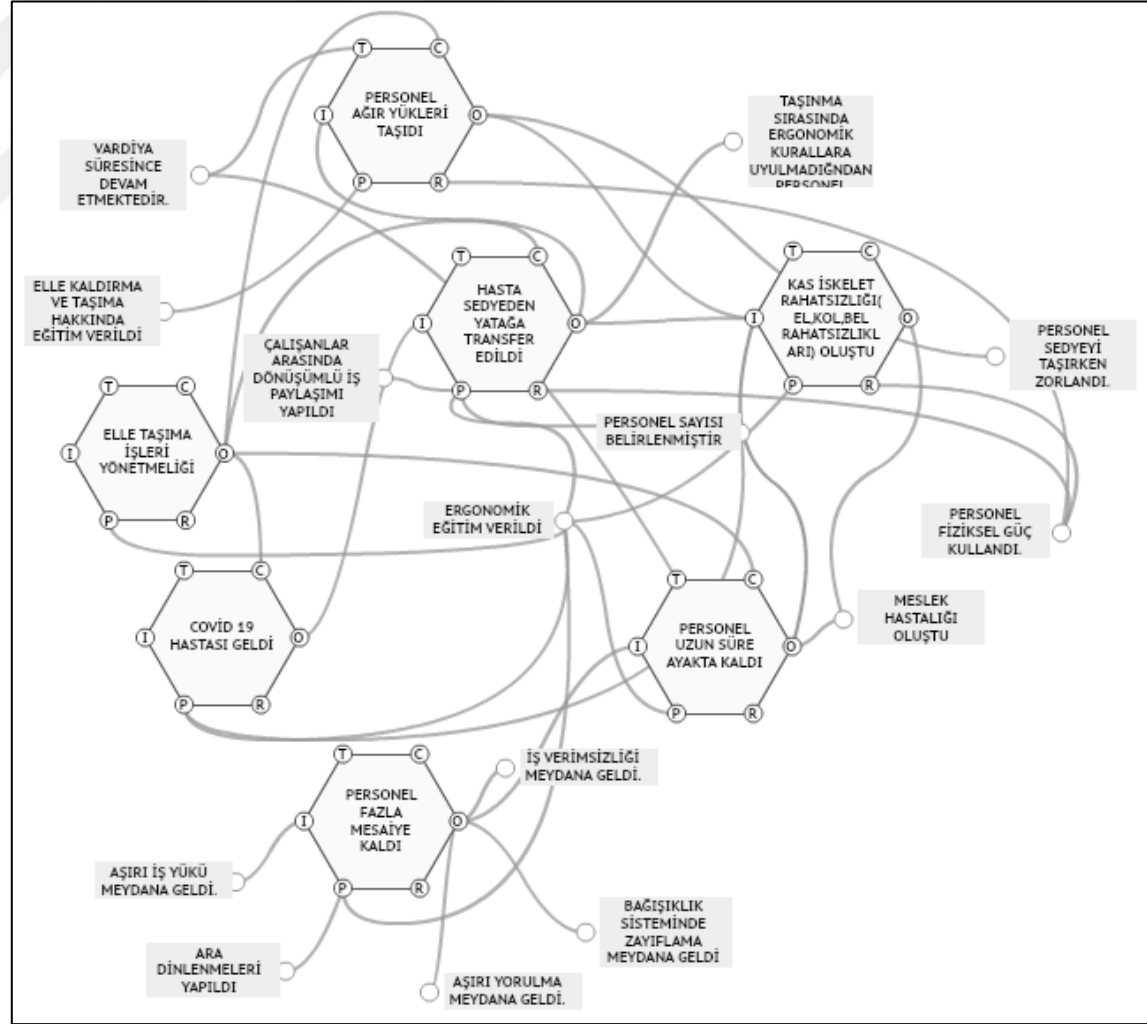 T
C
PERSONEL
AĞIR YÜKLERİ
TAŞIDI
I
O
P
R
TAŞINMA
SIRASINDA
ERGONOMİK
KURALLARA
UYULMADIĞNDAN
PERSONEL
VARDİYA
SÜRESİNCE
DEVAM
ETMEKTEDİR.
T
C
HASTA
SEDYEDEN
YATAĞA
TRANSFER
EDİLDİ
I
O
P
R
T
C
KAS İSKELET
RAHATSIZLIĞI(
EL,KOL,BEL
RAHATSIZLIKL
ARI) OLUŞTU
I
O
P
R
ELLE KALDIRMA
VE TAŞIMA
HAKKINDA
EĞİTİM VERİLDİ
ÇALIŞANLAR
ARASINDA
DÖNÜŞÜMLÜ İŞ
PAYLAŞIMI
YAPILDI
PERSONEL
SEDYEYİ
TAŞIRKEN
ZORLANDI.
T
C
ELLE TAŞIMA
İŞLERİ
YÖNETMELİĞİ
I
O
P
R
PERSONEL SAYISI
BELİRLENMİŞTİR
ERGONOMİK
EĞİTİM VERİLDİ
PERSONEL
FİZİKSEL GÜÇ
KULLANDI.
T
C
COVİD 19
HASTASI GELDİ
I
O
P
R
T
C
PERSONEL
UZUN SÜRE
AYAKTA KALDI
I
O
P
R
MESLEK
HASTALIĞI
OLUŞTU
T
C
PERSONEL
FAZLA
MESAİYE
KALDI
I
O
P
R
İŞ VERİMSİZLİĞİ
MEYDANA GELDİ.
AŞIRI İŞ YÜKÜ
MEYDANA GELDİ.
ARA
DİNLENMELERİ
YAPILDI
AŞIRI YORULMA
MEYDANA GELDİ.
BAĞIŞIKLIK
SİSTEMİNDE
ZAYIFLAMA
MEYDANA GELDİ